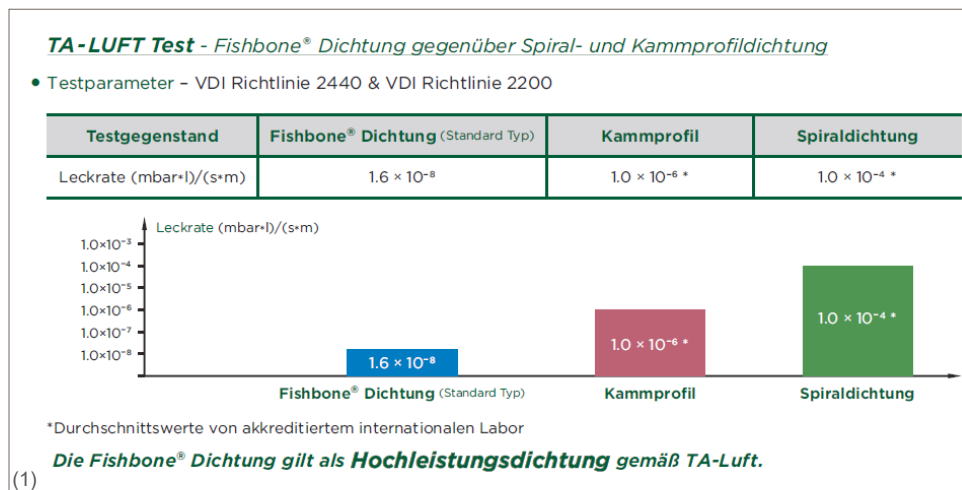 TA-LUFT Test - Fishbone® Dichtung gegenüber Spiral- und Kammprofildichtung
• Testparameter – VDI Richtlinie 2440 & VDI Richtlinie 2200
Testgegenstand Fishbone® Dichtung (Standard Typ) Kammprofil Spiraldichtung
Leckrate (mbar*l)/(s*m) 1.6 × 10⁻⁸ 1.0 × 10⁻⁶ * 1.0 × 10⁻⁴ *
Leckrate (mbar*l)/(s*m)
1.0×10⁻³
1.0×10⁻⁴
1.0×10⁻⁵
1.0×10⁻⁶
1.0×10⁻⁷
1.0×10⁻⁸
1.6 × 10⁻⁸
1.0 × 10⁻⁶ *
1.0 × 10⁻⁴ *
Fishbone® Dichtung (Standard Typ) Kammprofil Spiraldichtung
*Durchschnittswerte von akkreditiertem internationalen Labor
Die Fishbone® Dichtung gilt als Hochleistungsdichtung gemäß TA-Luft.
(1)